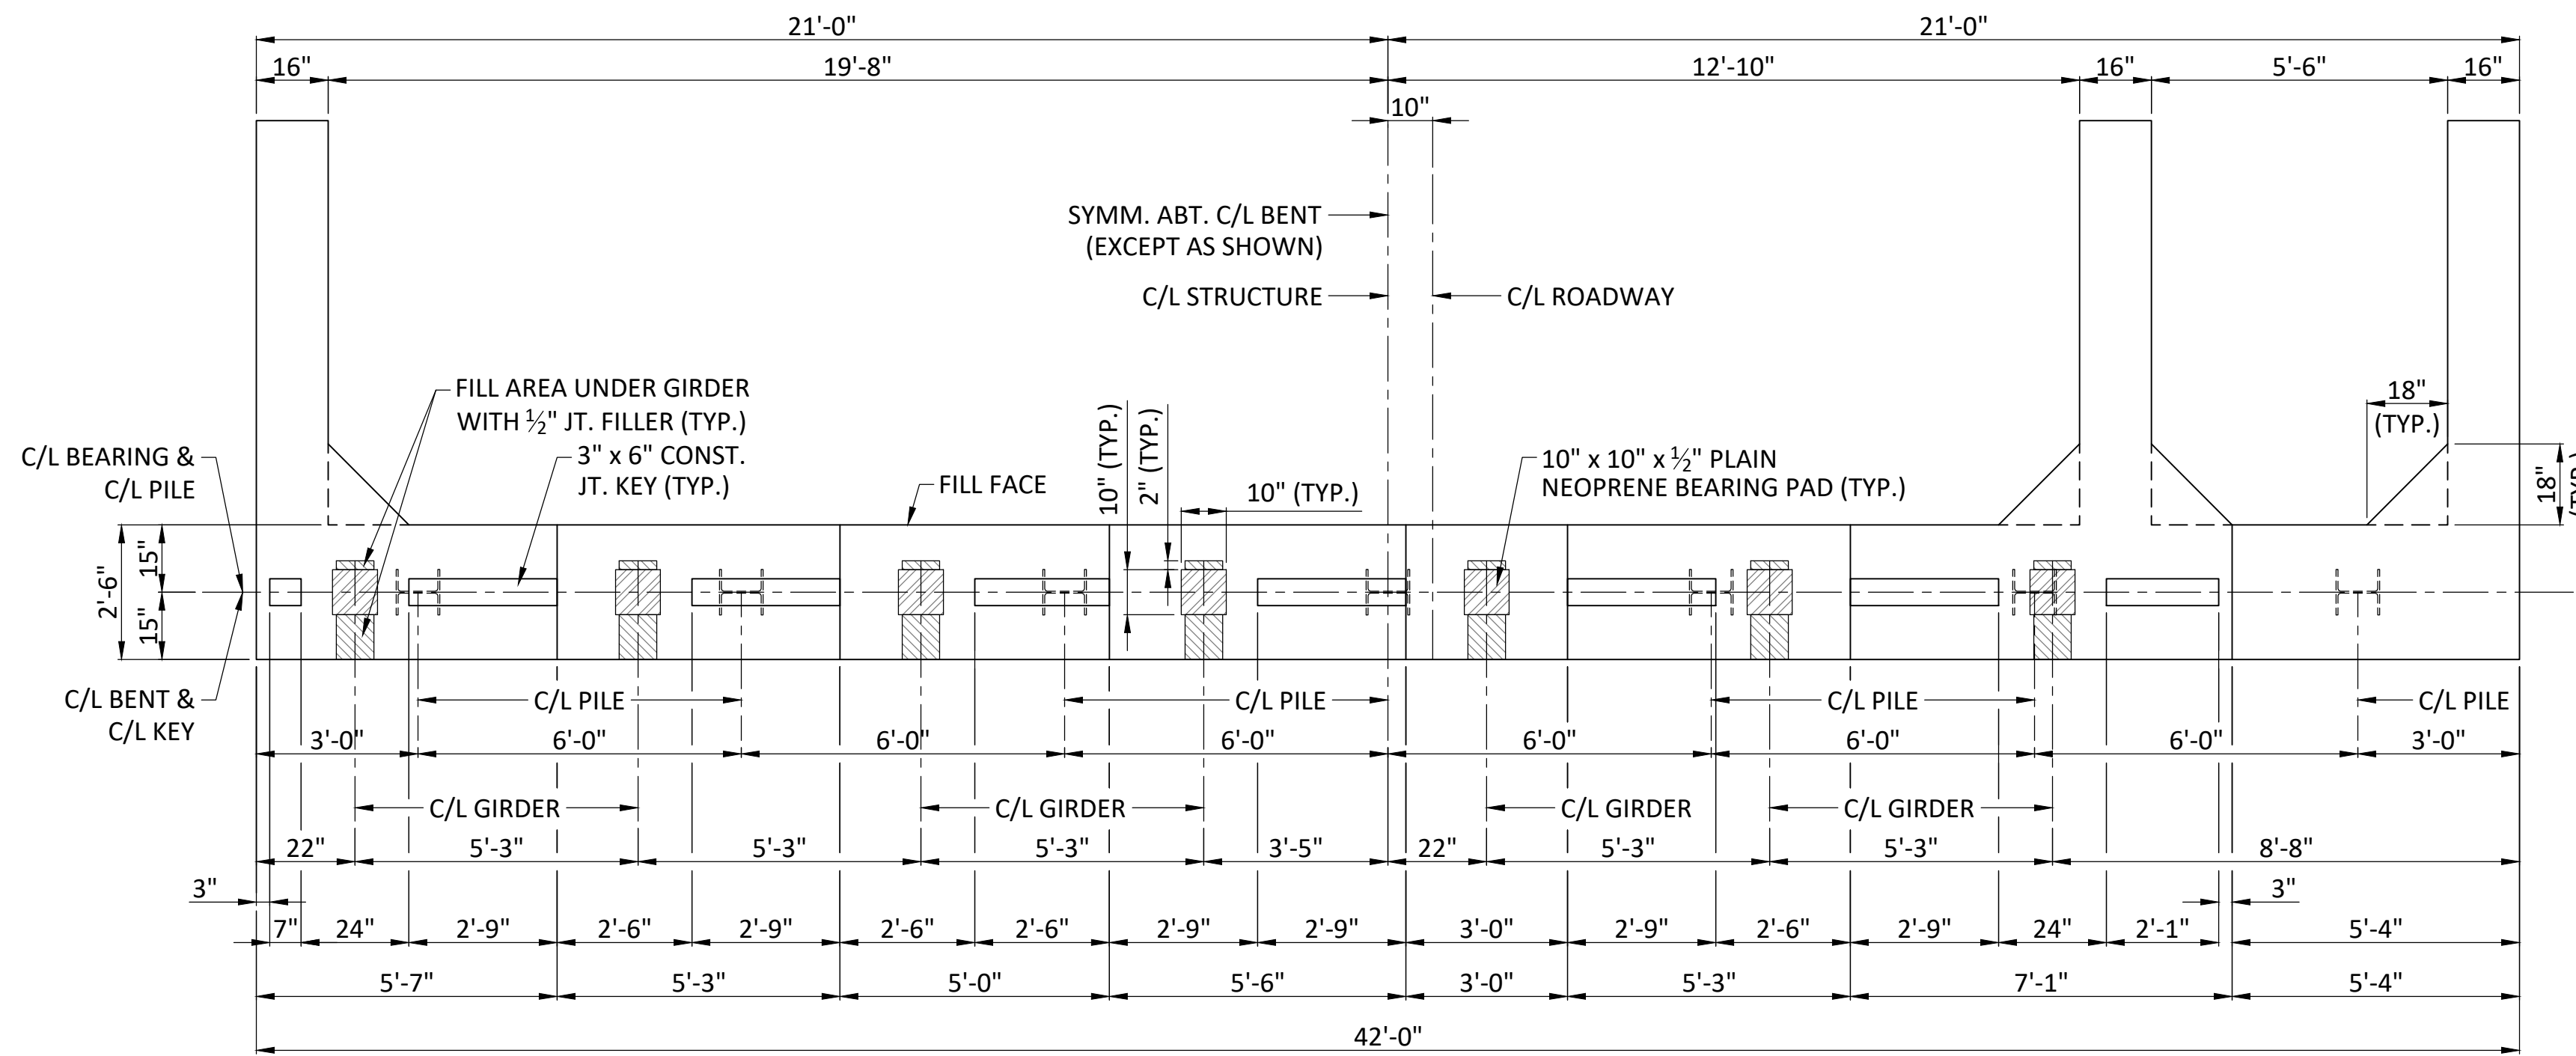 21'-0" 21'-0"
16" 19'-8" 12'-10" 16" 5'-6" 16"
10"
SYMM. ABT. C/L BENT
(EXCEPT AS SHOWN)
C/L STRUCTURE C/L ROADWAY
FILL AREA UNDER GIRDER
WITH ½" JT. FILLER (TYP.)
3" x 6" CONST.
JT. KEY (TYP.)
C/L BEARING &
C/L PILE
FILL FACE
10" (TYP.)
2" (TYP.)
10" (TYP.)
10" x 10" x ½" PLAIN
NEOPRENE BEARING PAD (TYP.)
18"
(TYP.)
18"
(TYP.)
2'-6"
15"
15"
C/L BENT &
C/L KEY
C/L PILE C/L PILE C/L PILE C/L PILE
3'-0" 6'-0" 6'-0" 6'-0" 6'-0" 6'-0" 6'-0" 3'-0"
C/L GIRDER C/L GIRDER C/L GIRDER C/L GIRDER
22" 5'-3" 5'-3" 5'-3" 3'-5" 22" 5'-3" 5'-3" 8'-8"
3" 3"
7" 24" 2'-9" 2'-6" 2'-9" 2'-6" 2'-6" 2'-9" 2'-9" 3'-0" 2'-9" 2'-6" 2'-9" 24" 2'-1" 5'-4"
5'-7" 5'-3" 5'-0" 5'-6" 3'-0" 5'-3" 7'-1" 5'-4"
42'-0"